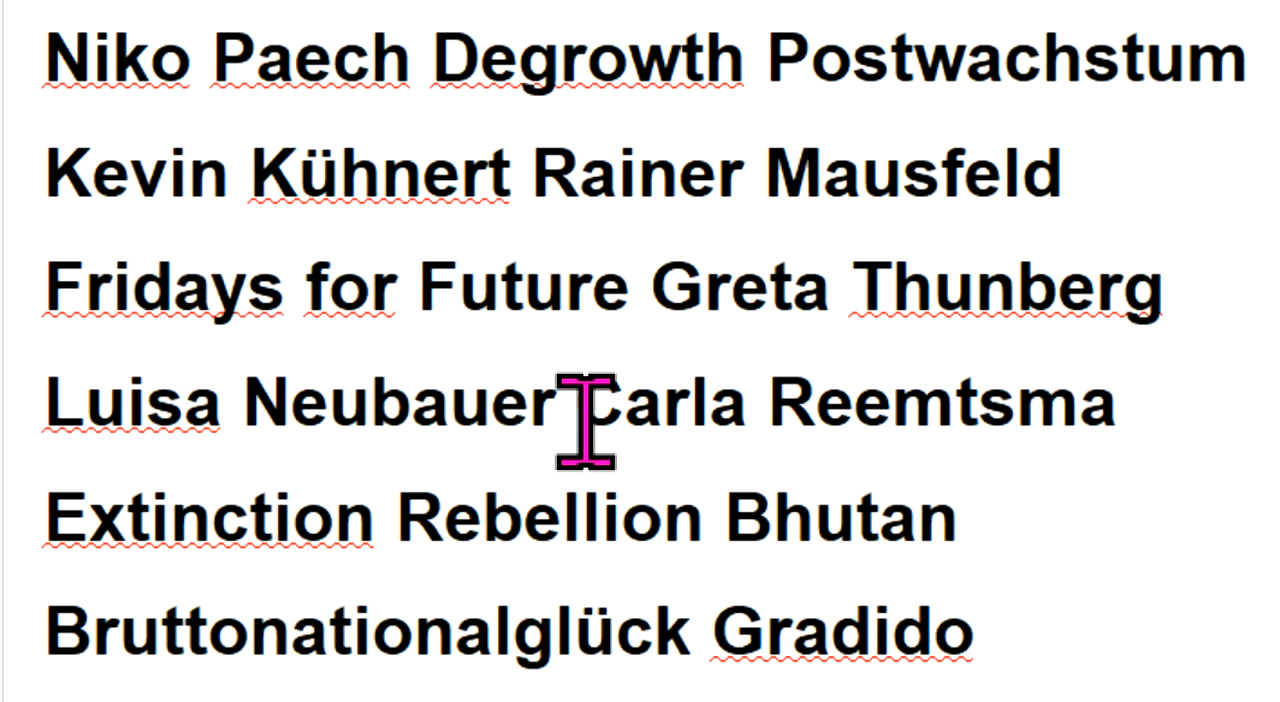 Niko Paech Degrowth Postwachstum
Kevin Kühnert Rainer Mausfeld
Fridays for Future Greta Thunberg
Luisa Neubauer Carla Reemtsma
Extinction Rebellion Bhutan
Bruttonationalglück Gradido